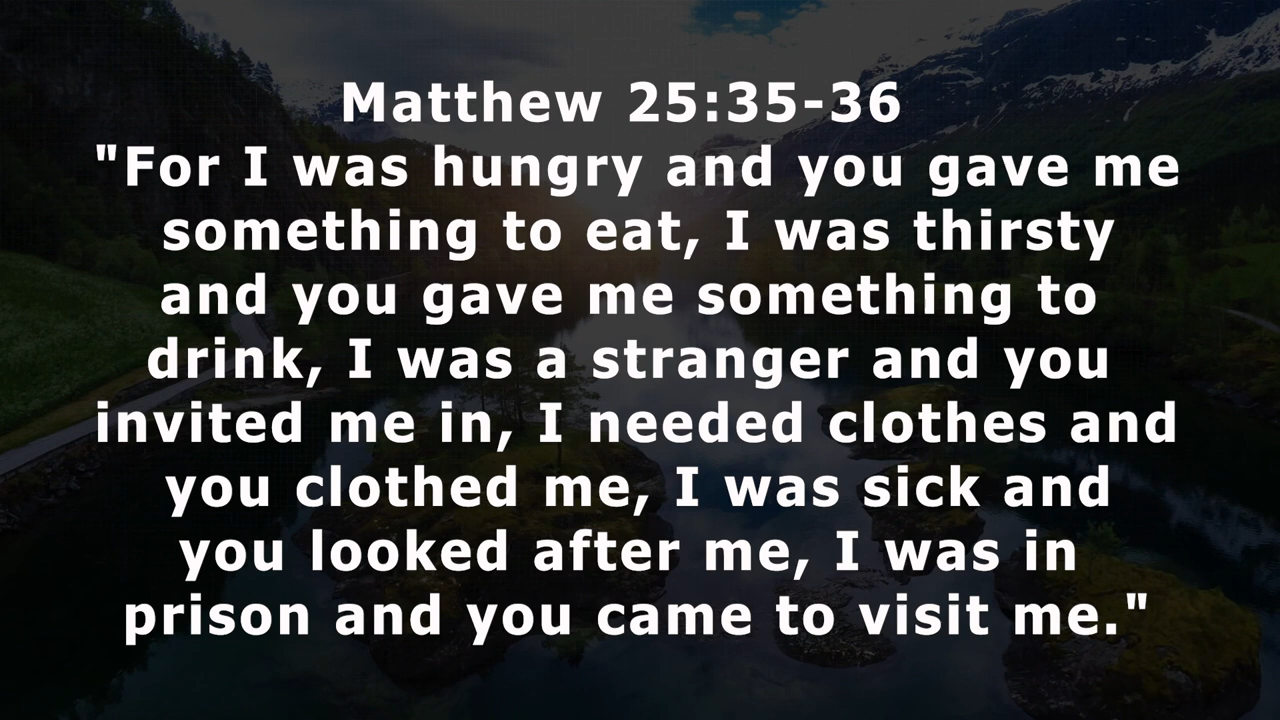 Matthew 25:35-36
"For I was hungry and you gave me
something to eat, I was thirsty
and you gave me something to
drink, I was a stranger and you
invited me in, I needed clothes and
you clothed me, I was sick and
you looked after me, I was in
prison and you came to visit me."